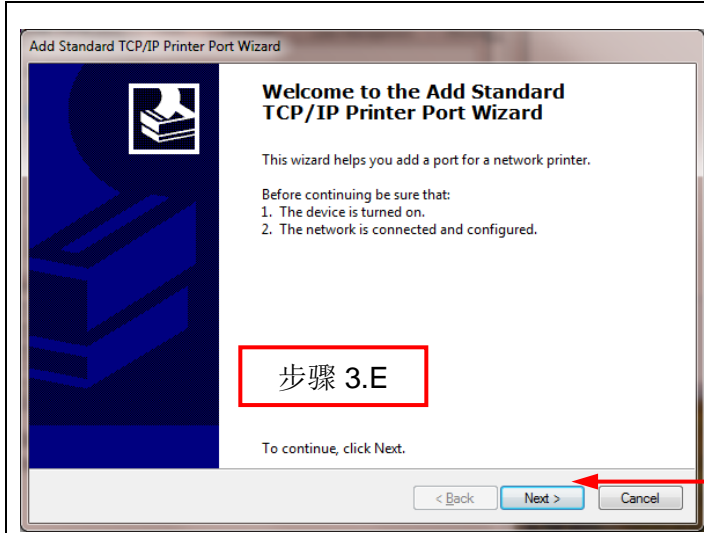 Add Standard TCP/IP Printer Port Wizard
Welcome to the Add Standard
TCP/IP Printer Port Wizard
This wizard helps you add a port for a network printer.
Before continuing be sure that:
1. The device is turned on.
2. The network is connected and configured.
步骤 3.E
To continue, click Next.
< Back
Next >
Cancel